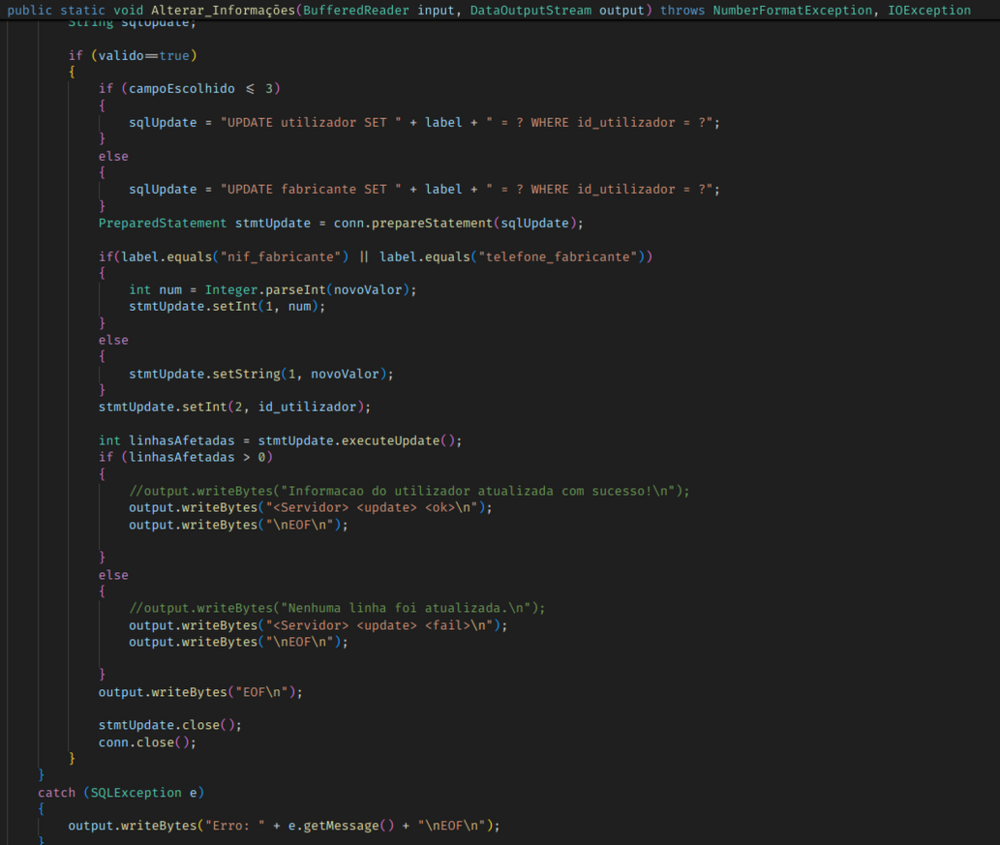 public static void Alterar_Informações(BufferedReader input, DataOutputStream output) throws NumberFormatException, IOException
String sqlUpdate;
if (valido==true)
{
if (campoEscolhido <= 3)
{
sqlUpdate = "UPDATE utilizador SET " + label + " = ? WHERE id_utilizador = ?";
}
else
{
sqlUpdate = "UPDATE fabricante SET " + label + " = ? WHERE id_utilizador = ?";
}
PreparedStatement stmtUpdate = conn.prepareStatement(sqlUpdate);
if(label.equals("nif_fabricante") || label.equals("telefone_fabricante"))
{
int num = Integer.parseInt(novoValor);
stmtUpdate.setInt(1, num);
}
else
{
stmtUpdate.setString(1, novoValor);
}
stmtUpdate.setInt(2, id_utilizador);
int linhasAfetadas = stmtUpdate.executeUpdate();
if (linhasAfetadas > 0)
{
//output.writeBytes("Informacao do utilizador atualizada com sucesso!\n");
output.writeBytes("<Servidor> <update> <ok>\n");
output.writeBytes("\nEOF\n");
}
else
{
//output.writeBytes("Nenhuma linha foi atualizada.\n");
output.writeBytes("<Servidor> <update> <fail>\n");
output.writeBytes("\nEOF\n");
}
output.writeBytes("EOF\n");
stmtUpdate.close();
conn.close();
}
}
catch (SQLException e)
{
output.writeBytes("Erro: " + e.getMessage() + "\nEOF\n");
}